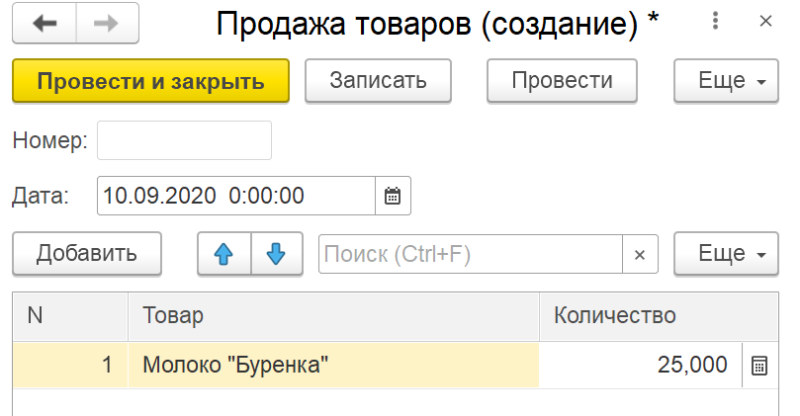 Продажа товаров (создание) *
Провести и закрыть Записать Провести Еще
Номер:
Дата: 10.09.2020 0:00:00
Добавить Поиск (Ctrl+F) × Еще
N Товар Количество
1 Молоко "Буренка" 25,000